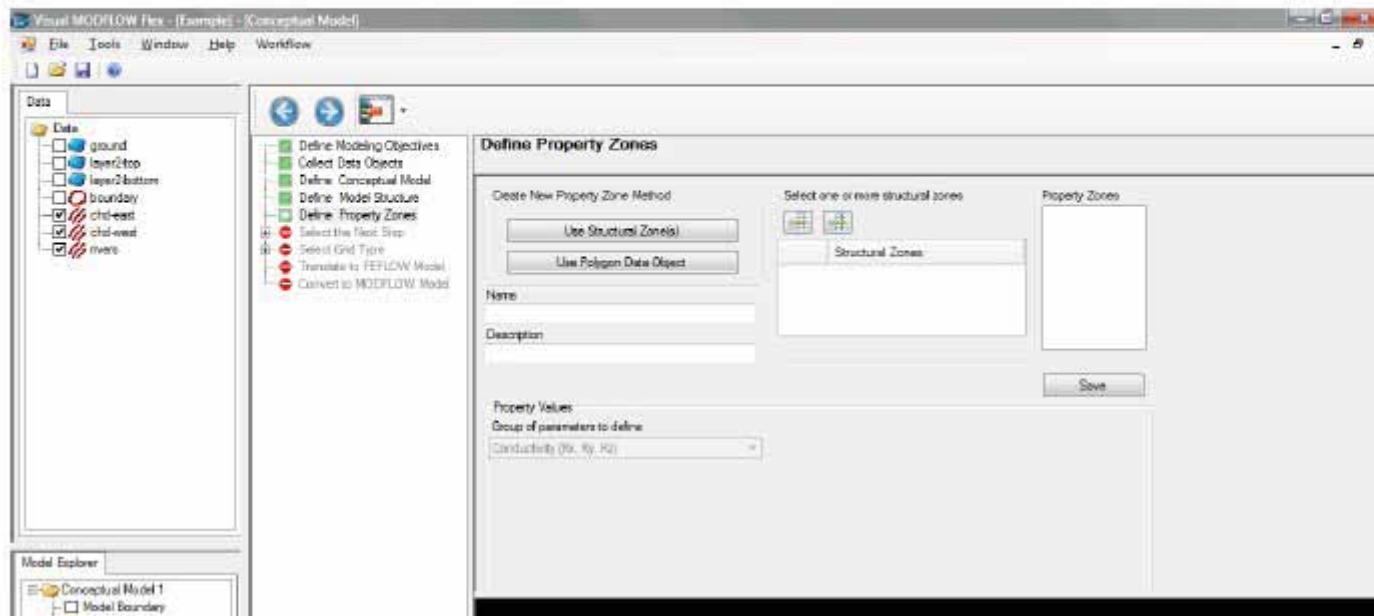 Visual MODFLOW Flex - [Example] - [Conceptual Model]
File Tools Window Help Workflow
Data
Data
ground
layer2-top
layer2-bottom
boundary
chd-east
chd-west
rivers
Define Modeling Objectives
Collect Data Objects
Define Conceptual Model
Define Model Structure
Define Property Zones
Select the Next Step
Select Grid Type
Translate to FEFLOW Model
Convert to MODFLOW Model
Define Property Zones
Create New Property Zone Method
Use Structural Zone(s)
Use Polygon Data Object
Name
Description
Select one or more structural zones
Structural Zones
Property Zones
Save
Property Values
Group of parameters to define
Conductivity (Kx, Ky, Kz)
Model Explorer
Conceptual Model 1
Model Boundary